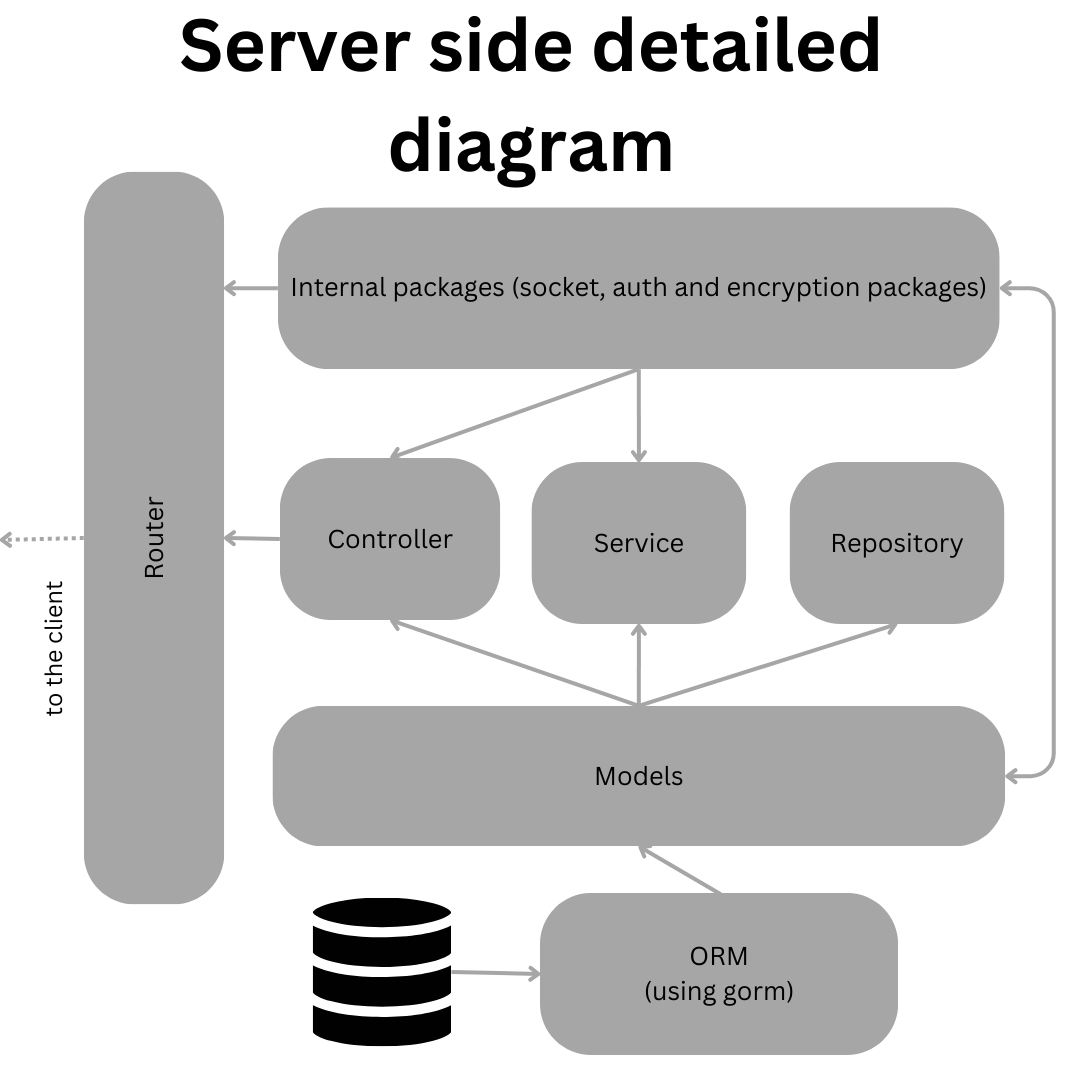 Server side detailed
diagram
Internal packages (socket, auth and encryption packages)
Router
to the client
Controller
Service
Repository
Models
ORM
(using gorm)